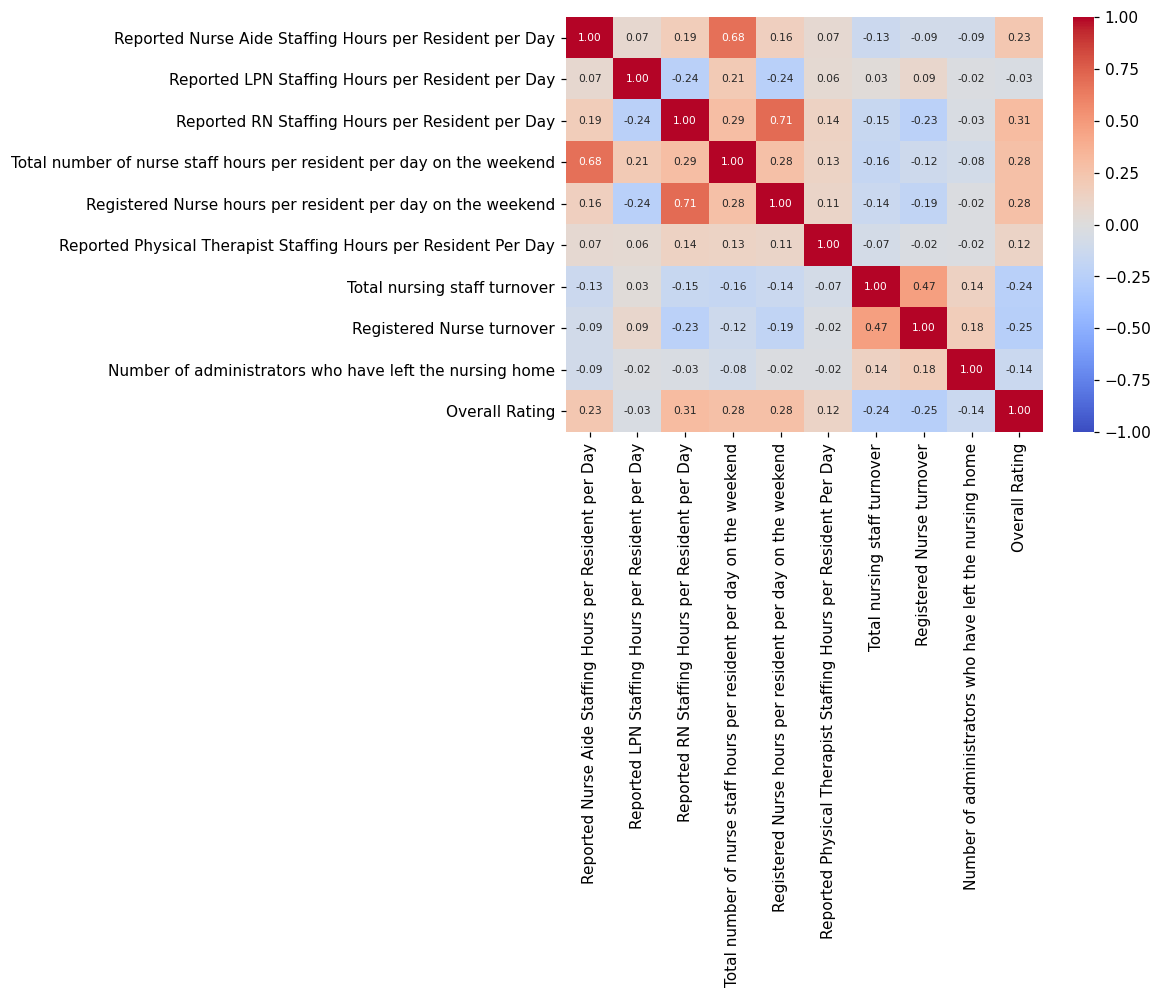 Reported Nurse Aide Staffing Hours per Resident per Day 1.00 0.07 0.19 0.68 0.16 0.07 -0.13 -0.09 -0.09 0.23
Reported LPN Staffing Hours per Resident per Day 0.07 1.00 -0.24 0.21 -0.24 0.06 0.03 0.09 -0.02 -0.03
Reported RN Staffing Hours per Resident per Day 0.19 -0.24 1.00 0.29 0.71 0.14 -0.15 -0.23 -0.03 0.31
Total number of nurse staff hours per resident per day on the weekend 0.68 0.21 0.29 1.00 0.28 0.13 -0.16 -0.12 -0.08 0.28
Registered Nurse hours per resident per day on the weekend 0.16 -0.24 0.71 0.28 1.00 0.11 -0.14 -0.19 -0.02 0.28
Reported Physical Therapist Staffing Hours per Resident Per Day 0.07 0.06 0.14 0.13 0.11 1.00 -0.07 -0.02 -0.02 0.12
Total nursing staff turnover -0.13 0.03 -0.15 -0.16 -0.14 -0.07 1.00 0.47 0.14 -0.24
Registered Nurse turnover -0.09 0.09 -0.23 -0.12 -0.19 -0.02 0.47 1.00 0.18 -0.25
Number of administrators who have left the nursing home -0.09 -0.02 -0.03 -0.08 -0.02 -0.02 0.14 0.18 1.00 -0.14
Overall Rating 0.23 -0.03 0.31 0.28 0.28 0.12 -0.24 -0.25 -0.14 1.00
Reported Nurse Aide Staffing Hours per Resident per Day
Reported LPN Staffing Hours per Resident per Day
Reported RN Staffing Hours per Resident per Day
Total number of nurse staff hours per resident per day on the weekend
Registered Nurse hours per resident per day on the weekend
Reported Physical Therapist Staffing Hours per Resident Per Day
Total nursing staff turnover
Registered Nurse turnover
Number of administrators who have left the nursing home
Overall Rating
1.00
0.75
0.50
0.25
0.00
−0.25
−0.50
−0.75
−1.00